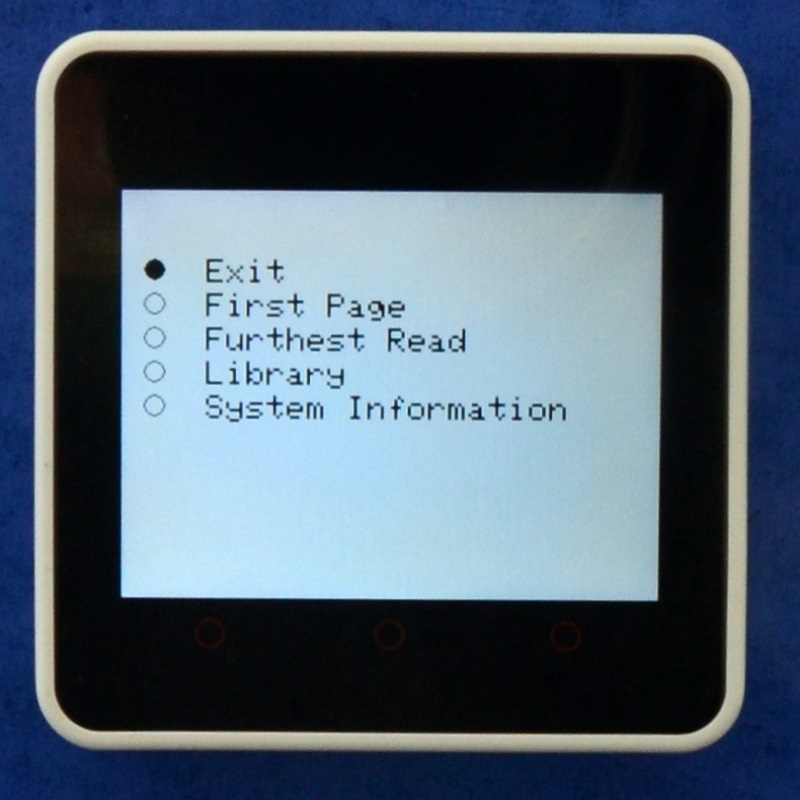 Exit
First Page
Furthest Read
Library
System Information